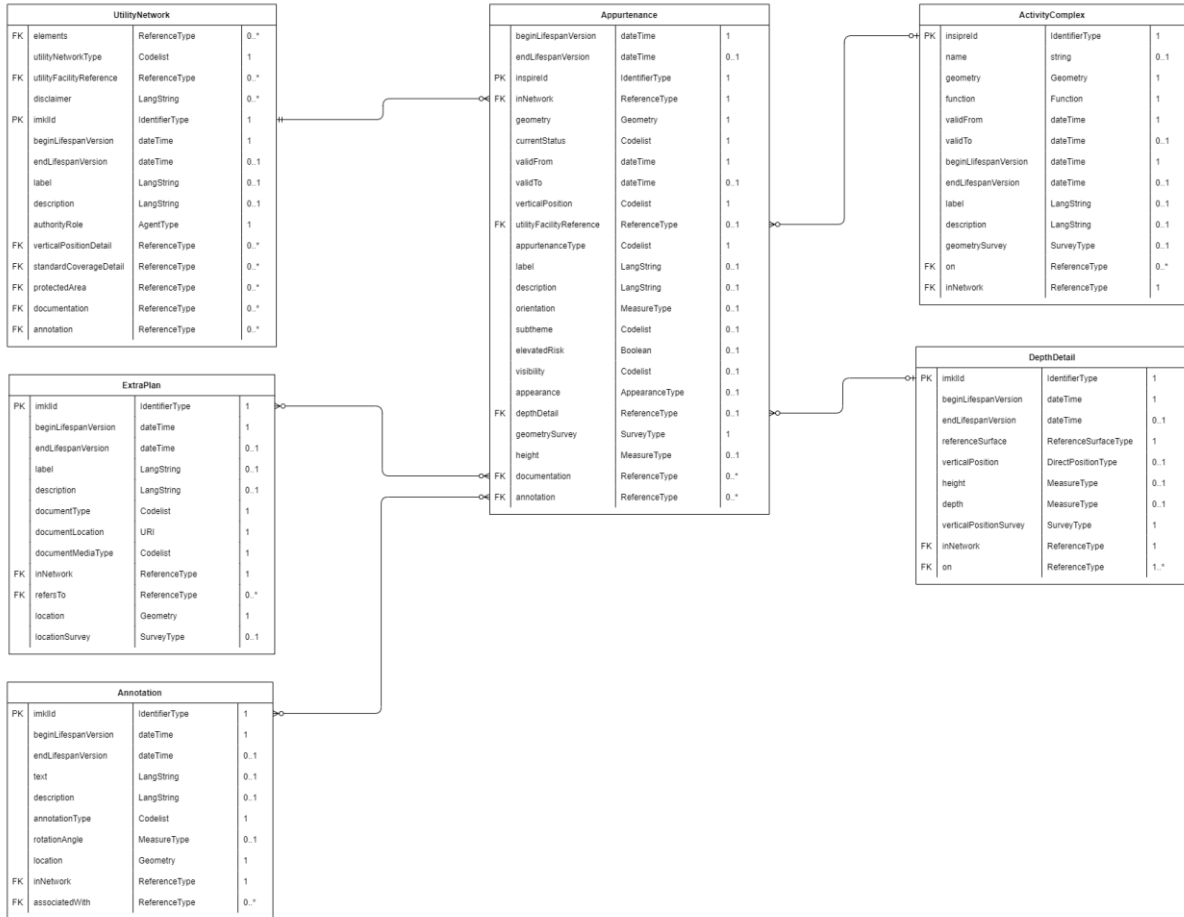 UtilityNetwork
FK elements ReferenceType 0..*
utilityNetworkType Codelist 1
FK utilityFacilityReference ReferenceType 0..*
disclaimer LangString 0..*
PK imklId IdentifierType 1
beginLifespanVersion dateTime 1
endLifespanVersion dateTime 0..1
label LangString 0..1
description LangString 0..1
authorityRole AgentType 1
FK verticalPositionDetail ReferenceType 0..*
FK standardCoverageDetail ReferenceType 0..*
FK protectedArea ReferenceType 0..*
FK documentation ReferenceType 0..*
FK annotation ReferenceType 0..*
ExtraPlan
PK imklId IdentifierType 1
beginLifespanVersion dateTime 1
endLifespanVersion dateTime 0..1
label LangString 0..1
description LangString 0..1
documentType Codelist 1
documentLocation URI 1
documentMediaType Codelist 1
FK inNetwork ReferenceType 1
FK refersTo ReferenceType 0..*
location Geometry 1
locationSurvey SurveyType 0..1
Annotation
PK imklId IdentifierType 1
beginLifespanVersion dateTime 1
endLifespanVersion dateTime 0..1
text LangString 0..1
description LangString 0..1
annotationType Codelist 1
rotationAngle MeasureType 0..1
location Geometry 1
FK inNetwork ReferenceType 1
FK associatedWith ReferenceType 0..*
Appurtenance
beginLifespanVersion dateTime 1
endLifespanVersion dateTime 0..1
PK inspireId IdentifierType 1
FK inNetwork ReferenceType 1
geometry Geometry 1
currentStatus Codelist 1
validFrom dateTime 1
validTo dateTime 0..1
verticalPosition Codelist 1
FK utilityFacilityReference ReferenceType 0..1
appurtenanceType Codelist 1
label LangString 0..1
description LangString 0..1
orientation MeasureType 0..1
subtheme Codelist 0..1
elevatedRisk Boolean 0..1
visibility Codelist 0..1
appearance AppearanceType 0..1
FK depthDetail ReferenceType 0..1
geometrySurvey SurveyType 1
height MeasureType 0..1
FK documentation ReferenceType 0..*
FK annotation ReferenceType 0..*
ActivityComplex
PK insipreId IdentifierType 1
name string 0..1
geometry Geometry 1
function Function 1
validFrom dateTime 1
validTo dateTime 0..1
beginLlifespanVersion dateTime 1
endLifespanVersion dateTime 0..1
label LangString 0..1
description LangString 0..1
geometrySurvey SurveyType 0..1
FK on ReferenceType 0..*
FK inNetwork ReferenceType 1
DepthDetail
PK imklId IdentifierType 1
beginLifespanVersion dateTime 1
endLifespanVersion dateTime 0..1
referenceSurface ReferenceSurfaceType 1
verticalPosition DirectPositionType 0..1
height MeasureType 0..1
depth MeasureType 0..1
verticalPositionSurvey SurveyType 1
FK inNetwork ReferenceType 1
FK on ReferenceType 1..*